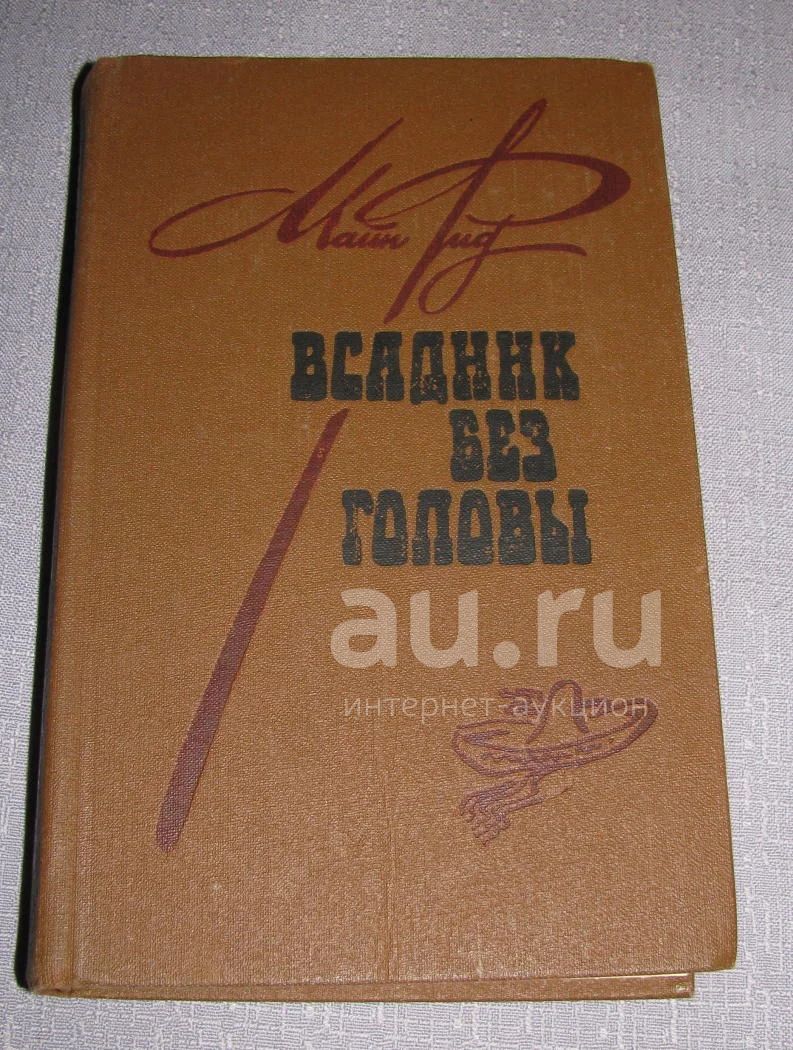 Майн Рид
ВСАДНИК
БЕЗ
ГОЛОВЫ
au.ru
интернет-аукцион